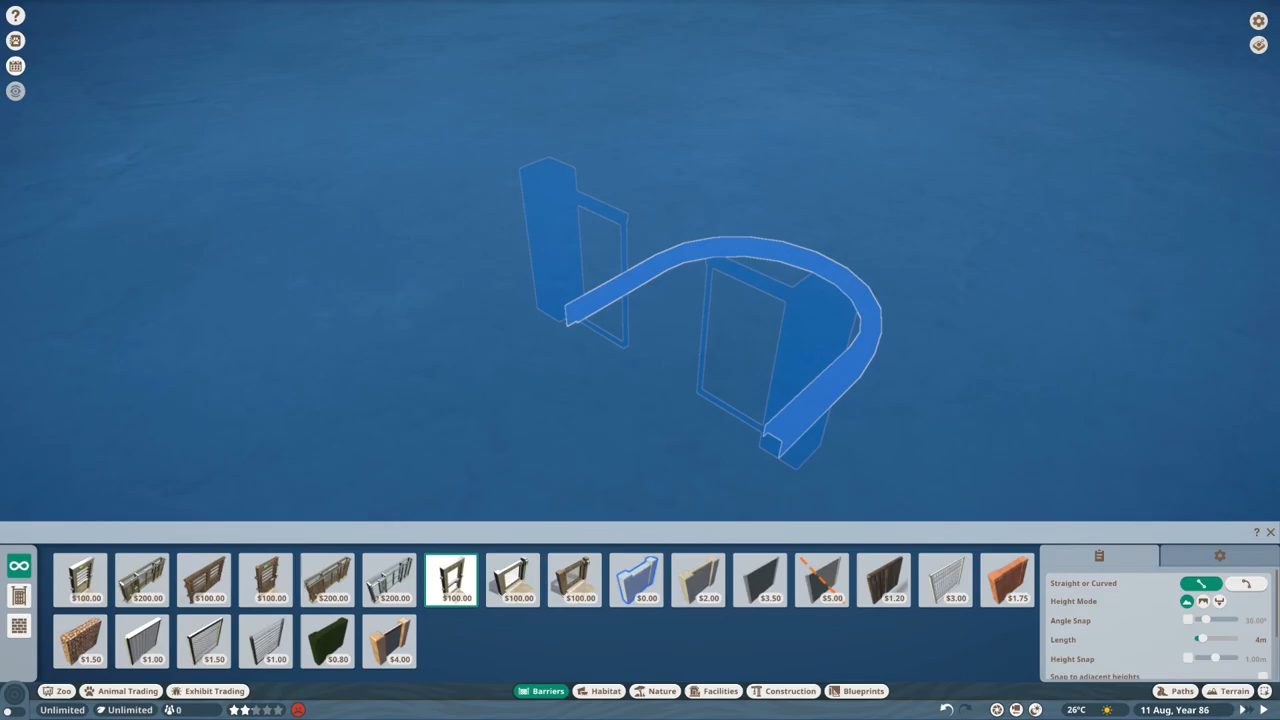 ?
? ×
$100.00 $200.00 $100.00 $100.00 $200.00 $200.00 $100.00 $100.00 $100.00 $0.00 $2.00 $3.50 $5.00 $1.20 $3.00 $1.75
$1.50 $1.00 $1.50 $1.00 $0.80 $4.00
Straight or Curved
Height Mode
Angle Snap 30.00°
Length 4m
Height Snap 1.00m
Snap to adjacent heights
Zoo Animal Trading Exhibit Trading Barriers Habitat Nature Facilities Construction Blueprints Paths Terrain
Unlimited Unlimited 0 26°C 11 Aug, Year 86